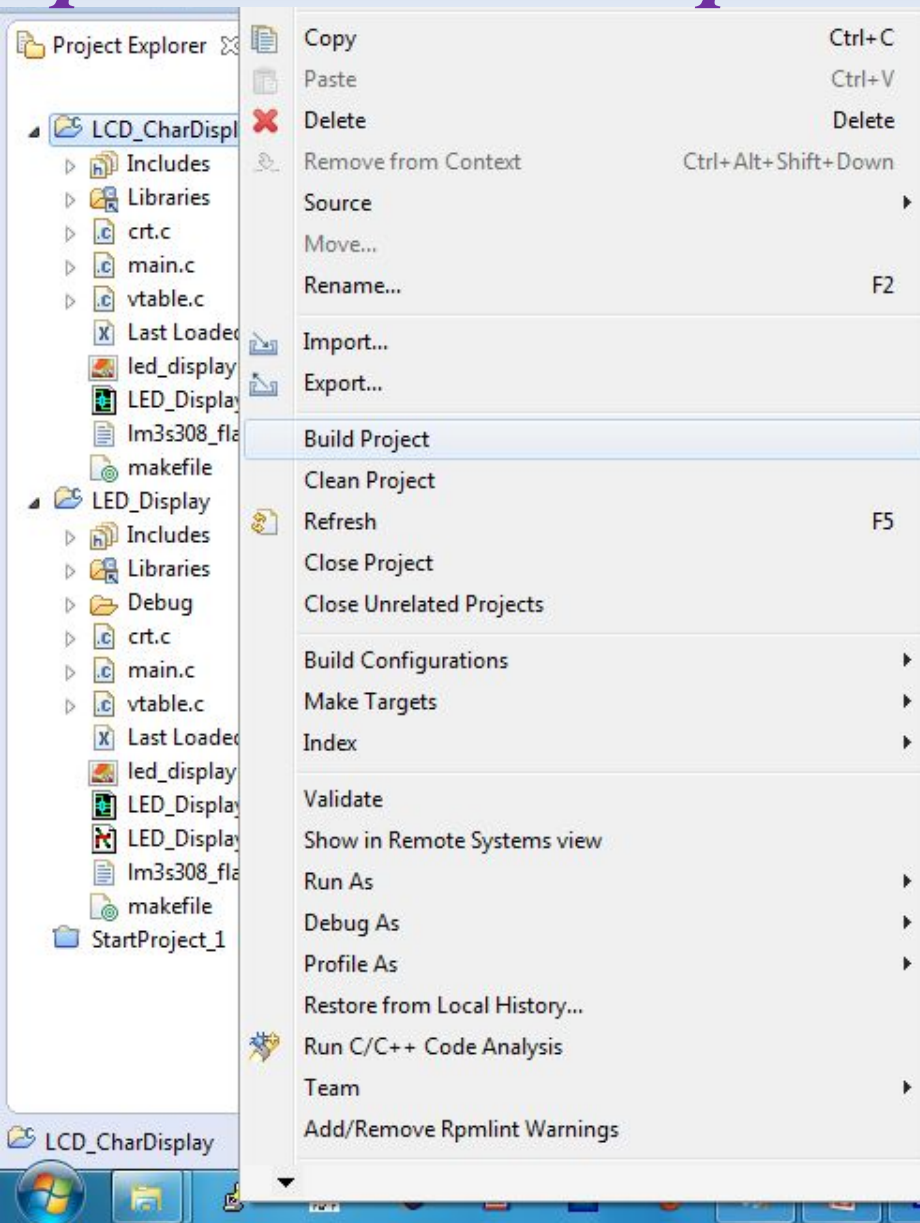 Project Explorer
LCD_CharDispl
Includes
Libraries
crt.c
main.c
vtable.c
Last Loaded
led_display
LED_Display
lm3s308_fla
makefile
LED_Display
Includes
Libraries
Debug
crt.c
main.c
vtable.c
Last Loaded
led_display
LED_Display
LED_Display
lm3s308_fla
makefile
StartProject_1
LCD_CharDisplay
Copy Ctrl+C
Paste Ctrl+V
Delete Delete
Remove from Context Ctrl+Alt+Shift+Down
Source
Move...
Rename... F2
Import...
Export...
Build Project
Clean Project
Refresh F5
Close Project
Close Unrelated Projects
Build Configurations
Make Targets
Index
Validate
Show in Remote Systems view
Run As
Debug As
Profile As
Restore from Local History...
Run C/C++ Code Analysis
Team
Add/Remove Rpmlint Warnings